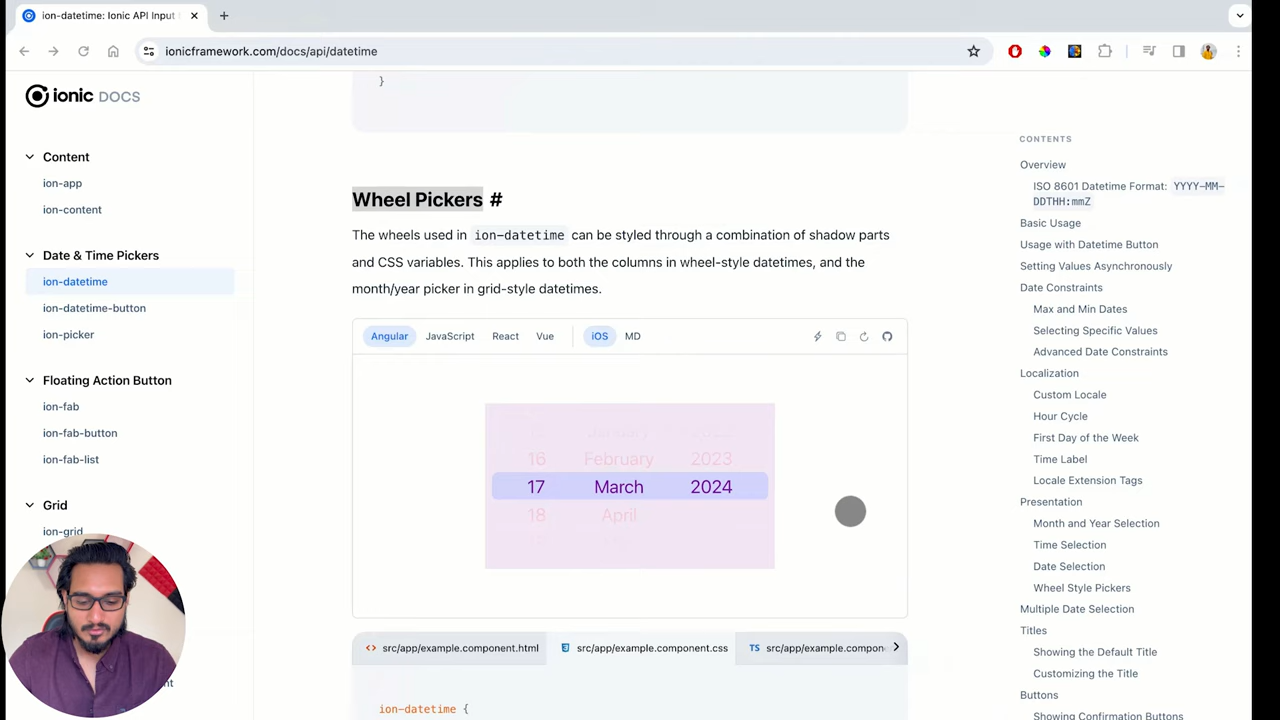 ion-datetime: Ionic API Input
ionicframework.com/docs/api/datetime
ionic DOCS
Content
ion-app
ion-content
Date & Time Pickers
ion-datetime
ion-datetime-button
ion-picker
Floating Action Button
ion-fab
ion-fab-button
ion-fab-list
Grid
ion-grid
}
Wheel Pickers #
The wheels used in ion-datetime can be styled through a combination of shadow parts
and CSS variables. This applies to both the columns in wheel-style datetimes, and the
month/year picker in grid-style datetimes.
Angular JavaScript React Vue iOS MD
January 2022
16 February 2023
17 March 2024
18 April
src/app/example.component.html src/app/example.component.css TS src/app/example.compon
ion-datetime {
CONTENTS
Overview
ISO 8601 Datetime Format: YYYY-MM-
DDTHH:mmZ
Basic Usage
Usage with Datetime Button
Setting Values Asynchronously
Date Constraints
Max and Min Dates
Selecting Specific Values
Advanced Date Constraints
Localization
Custom Locale
Hour Cycle
First Day of the Week
Time Label
Locale Extension Tags
Presentation
Month and Year Selection
Time Selection
Date Selection
Wheel Style Pickers
Multiple Date Selection
Titles
Showing the Default Title
Customizing the Title
Buttons
Showing Confirmation Buttons